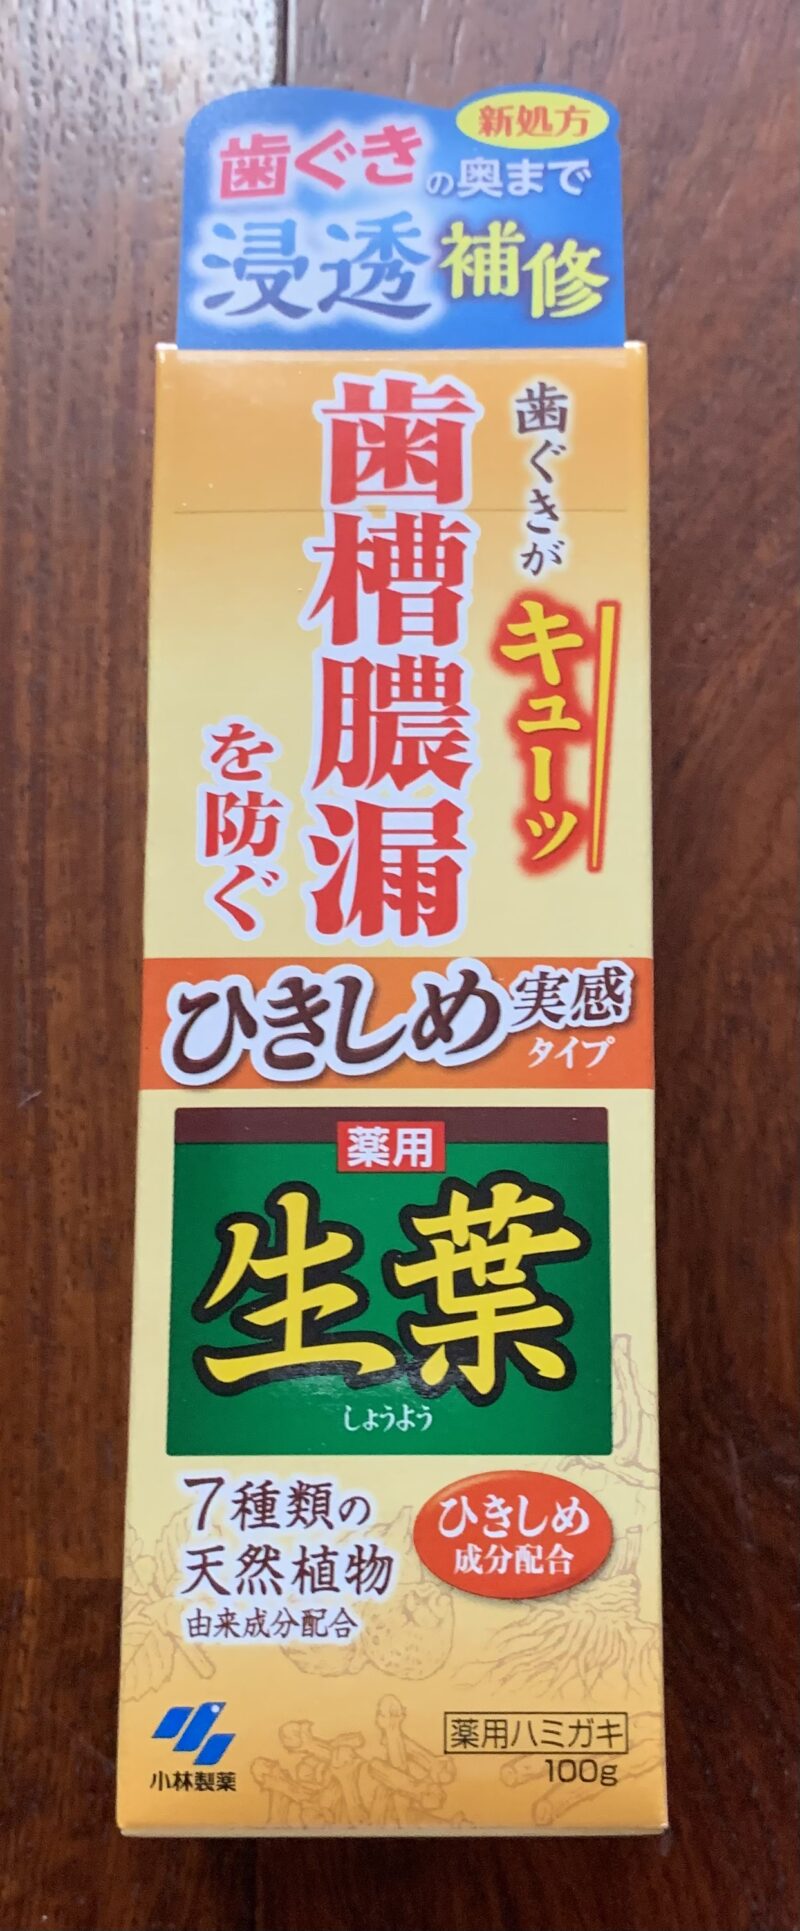 新処方
歯ぐきの奥まで
浸透補修
歯ぐきが
キューッ
歯槽膿漏
を防ぐ
ひきしめ実感
タイプ
薬用
生葉
しょうよう
7種類の
天然植物
由来成分配合
ひきしめ
成分配合
薬用ハミガキ
100g
小林製薬